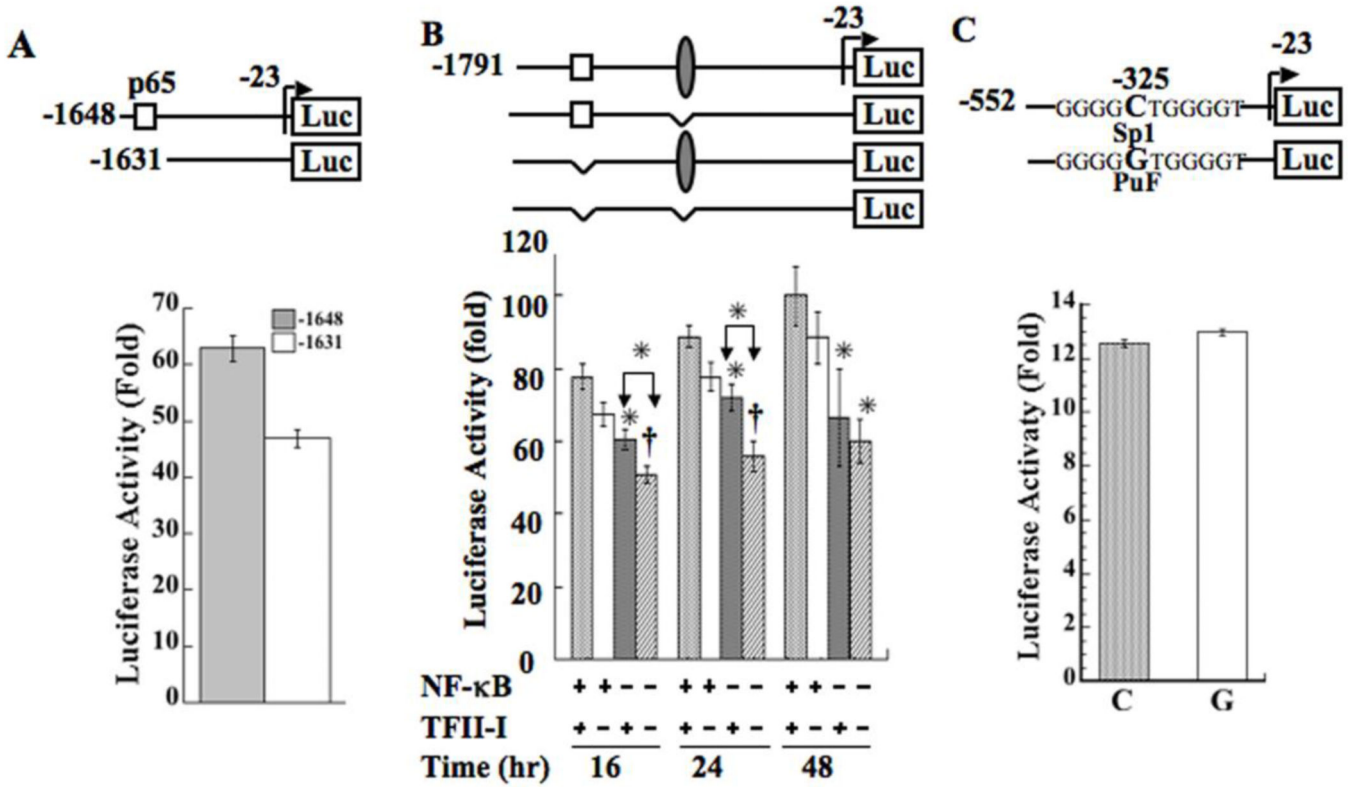 A
p65
-23
-1648
Luc
-1631
Luc
70
60
50
40
30
20
10
0
Luciferase Activity (Fold)
-1648
-1631
B
-23
-1791
Luc
Luc
Luc
Luc
120
100
80
60
40
20
0
Luciferase Activity (fold)
✳
✳
†
✳
✳
†
✳
✳
NF-κB + + - - + + - - + + - -
TFII-I + - + - + - + - + - + -
Time (hr) 16 24 48
C
-23
-325
-552 GGGGCTGGGGT Luc
Sp1
GGGGGTGGGGT Luc
PuF
14
12
10
8
6
4
2
0
Luciferase Activaty (Fold)
C G